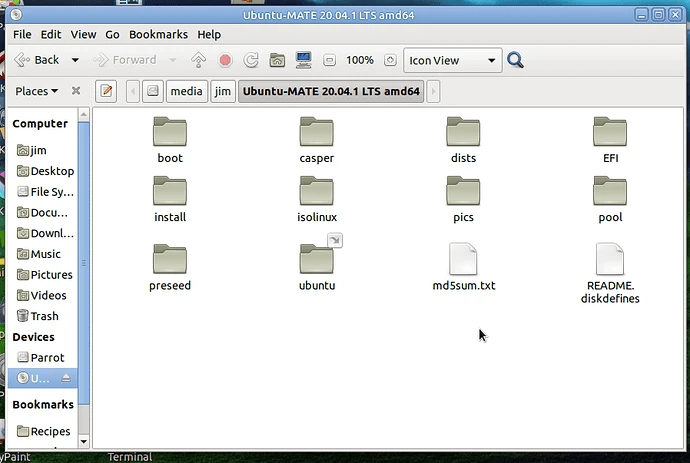 Ubuntu-MATE 20.04.1 LTS amd64
File Edit View Go Bookmarks Help
Back Forward 100% Icon View
Places media jim Ubuntu-MATE 20.04.1 LTS amd64
Computer
jim
Desktop
File Sy...
Docu...
Downl...
Music
Pictures
Videos
Trash
Devices
Parrot
U...
Bookmarks
Recipes
boot casper dists EFI
install isolinux pics pool
preseed ubuntu md5sum.txt README.
diskdefines
yPaint Terminal